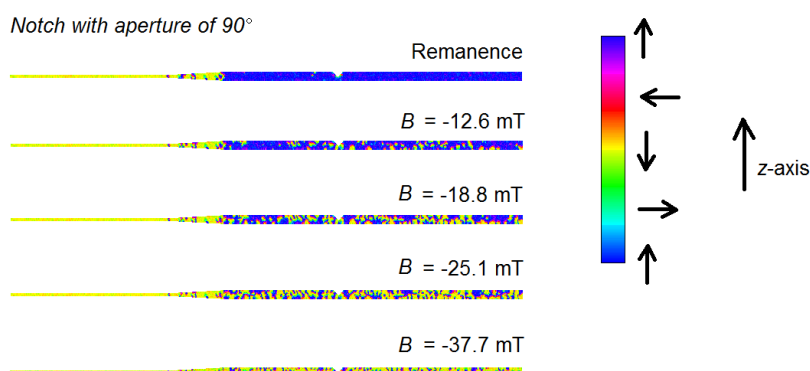 Notch with aperture of 90°
Remanence
B = -12.6 mT
B = -18.8 mT
B = -25.1 mT
B = -37.7 mT
z-axis